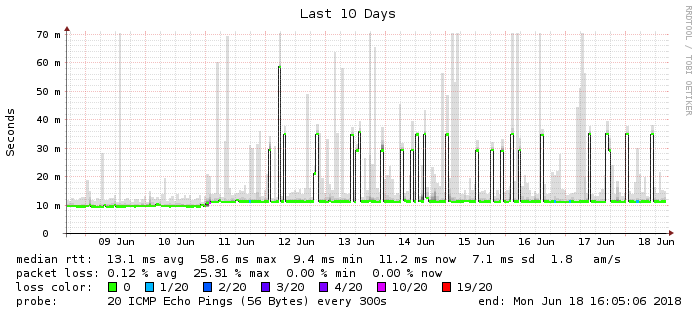 Last 10 Days
RRDTOOL / TOBI OETIKER
Seconds
70 m
60 m
50 m
40 m
30 m
20 m
10 m
0
09 Jun 10 Jun 11 Jun 12 Jun 13 Jun 14 Jun 15 Jun 16 Jun 17 Jun 18 Jun
median rtt: 13.1 ms avg 58.6 ms max 9.4 ms min 11.2 ms now 7.1 ms sd 1.8 am/s
packet loss: 0.12 % avg 25.31 % max 0.00 % min 0.00 % now
loss color: 0 1/20 2/20 3/20 4/20 10/20 19/20
probe: 20 ICMP Echo Pings (56 Bytes) every 300s end: Mon Jun 18 16:05:06 2018